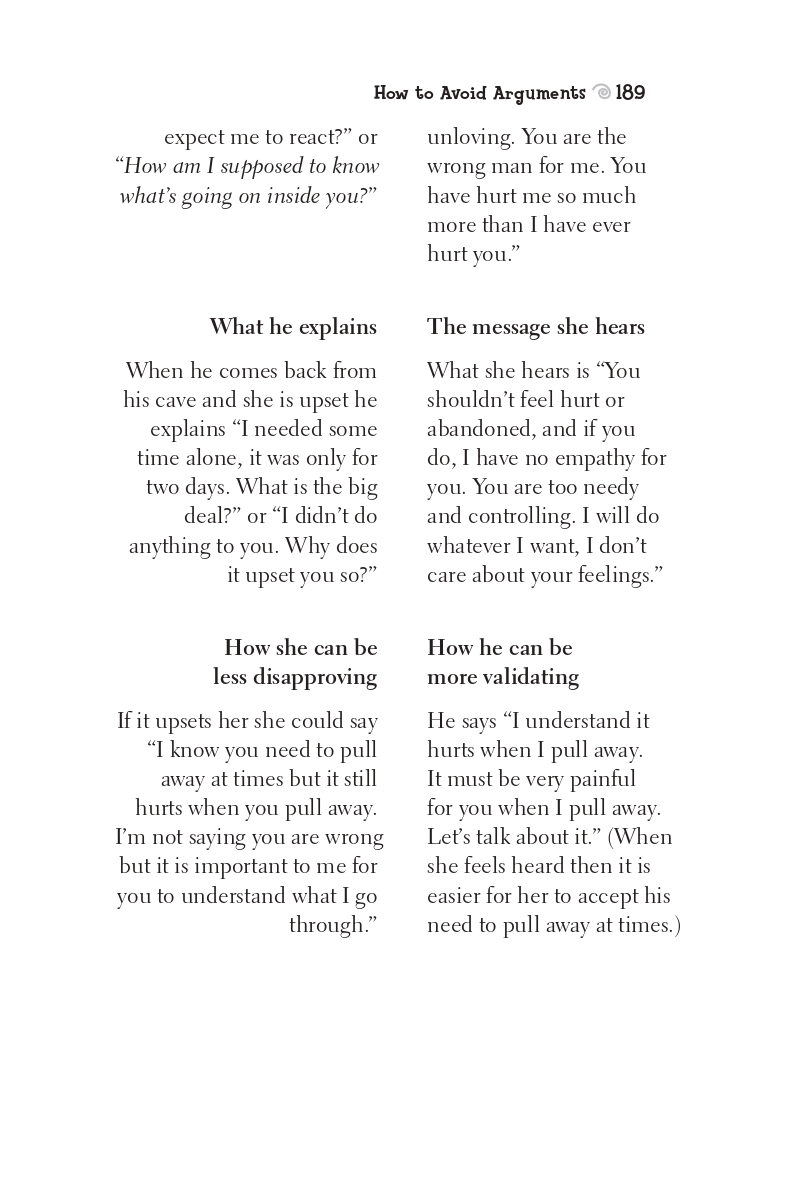 How to Avoid Arguments 189
expect me to react?” or
“How am I supposed to know
what’s going on inside you?”
unloving. You are the
wrong man for me. You
have hurt me so much
more than I have ever
hurt you.”
What he explains
When he comes back from
his cave and she is upset he
explains “I needed some
time alone, it was only for
two days. What is the big
deal?” or “I didn’t do
anything to you. Why does
it upset you so?”
The message she hears
What she hears is “You
shouldn’t feel hurt or
abandoned, and if you
do, I have no empathy for
you. You are too needy
and controlling. I will do
whatever I want, I don’t
care about your feelings.”
How she can be
less disapproving
If it upsets her she could say
“I know you need to pull
away at times but it still
hurts when you pull away.
I’m not saying you are wrong
but it is important to me for
you to understand what I go
through.”
How he can be
more validating
He says “I understand it
hurts when I pull away.
It must be very painful
for you when I pull away.
Let’s talk about it.” (When
she feels heard then it is
easier for her to accept his
need to pull away at times.)